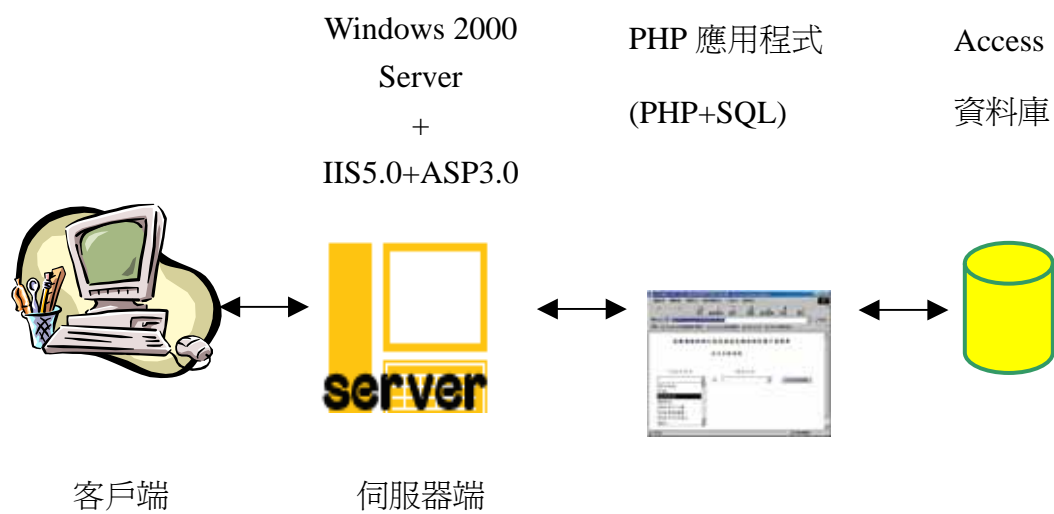 Windows 2000
Server
+
IIS5.0+ASP3.0
PHP 應用程式
(PHP+SQL)
Access
資料庫
server
客戶端
伺服器端